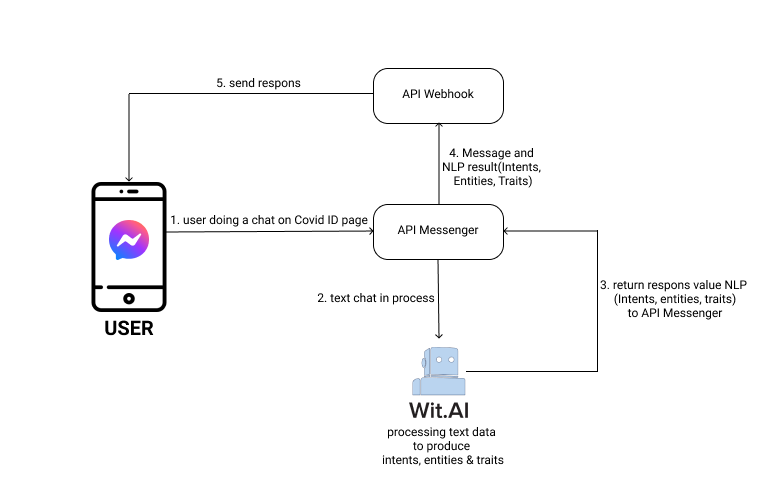 5. send respons
API Webhook
4. Message and
NLP result(Intents,
Entities, Traits)
1. user doing a chat on Covid ID page
API Messenger
2. text chat in process
3. return respons value NLP
(Intents, entities, traits)
to API Messenger
USER
Wit.AI
processing text data
to produce
intents, entities & traits